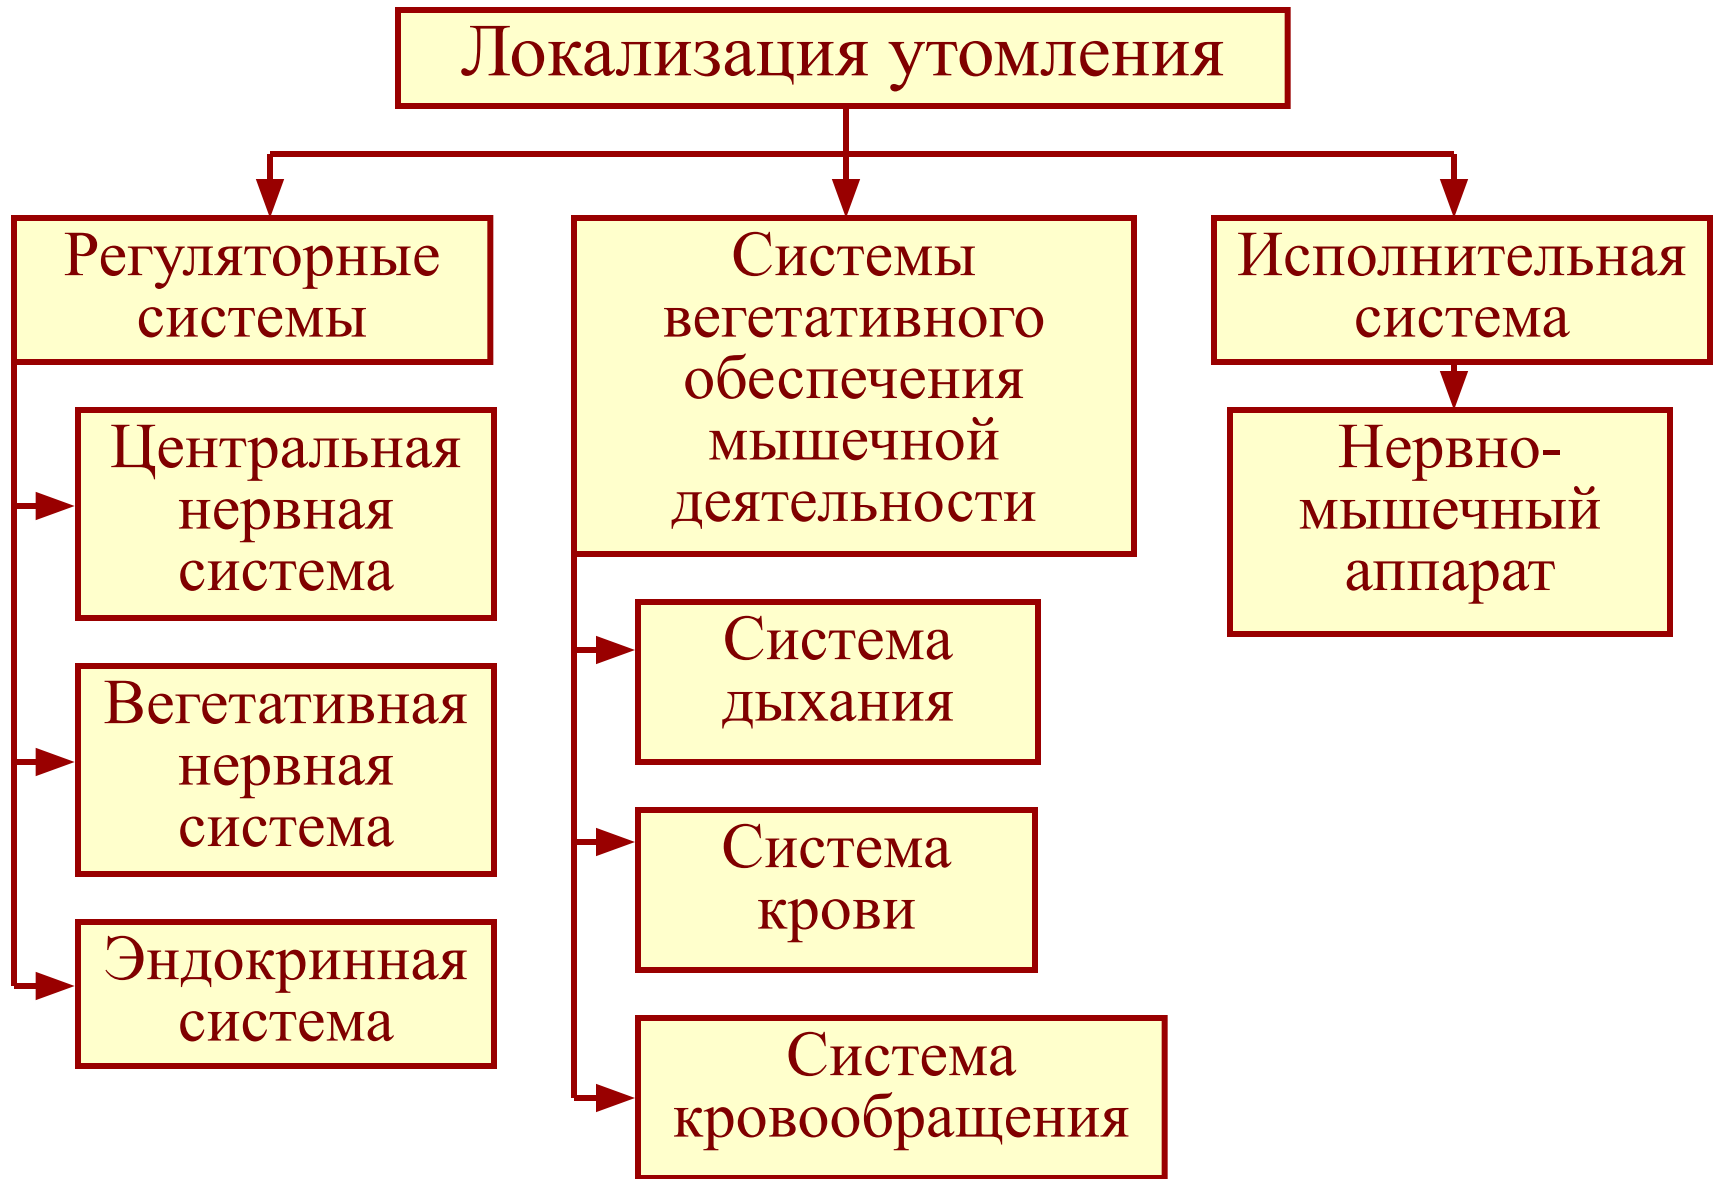 Локализация утомления
Регуляторные
системы
Центральная
нервная
система
Вегетативная
нервная
система
Эндокринная
система
Системы
вегетативного
обеспечения
мышечной
деятельности
Система
дыхания
Система
крови
Система
кровообращения
Исполнительная
система
Нервно-
мышечный
аппарат